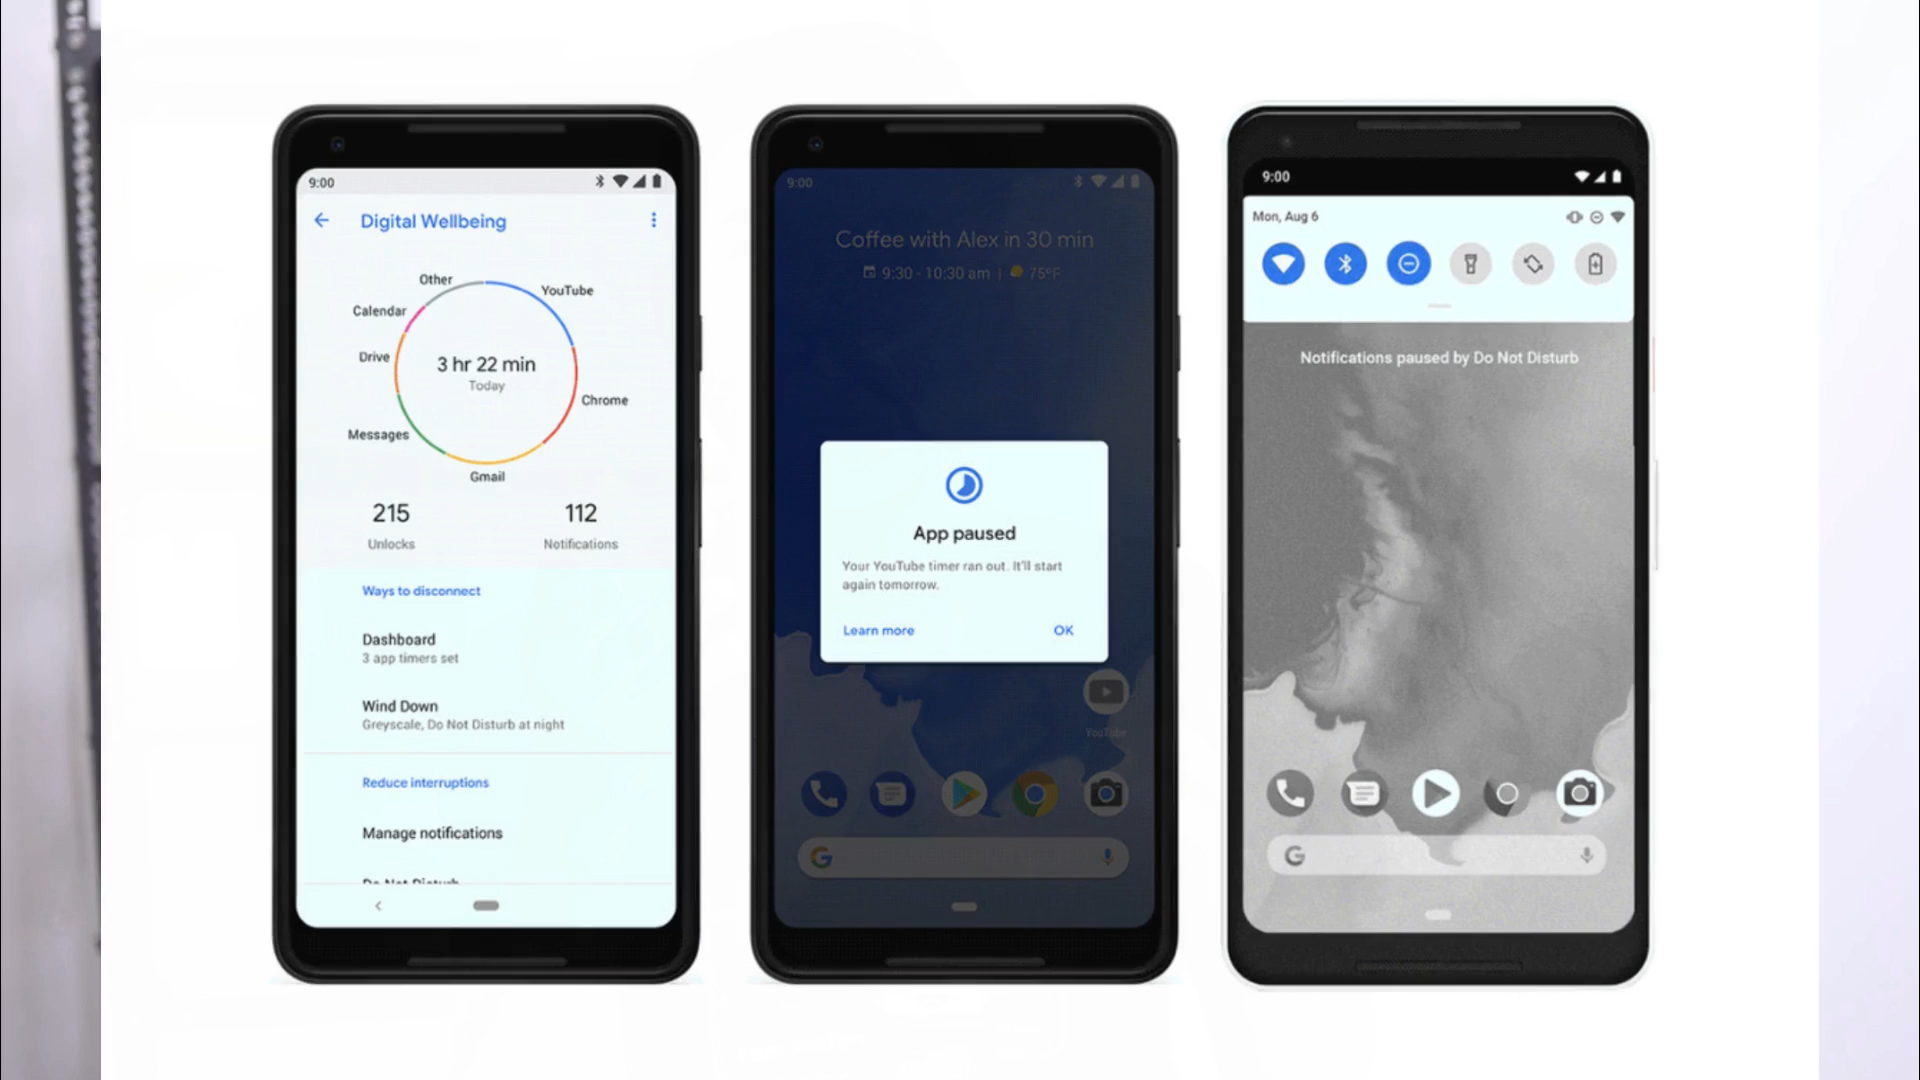 9:00
Digital Wellbeing
Other
YouTube
Calendar
Drive
3 hr 22 min
Today
Chrome
Messages
Gmail
215
112
Unlocks
Notifications
Ways to disconnect
Dashboard
3 app timers set
Wind Down
Greyscale, Do Not Disturb at night
Reduce interruptions
Manage notifications
Do Not Disturb
9:00
Coffee with Alex in 30 min
9:30 - 10:30 am | 75°F
App paused
Your YouTube timer ran out. It'll start
again tomorrow.
Learn more
OK
YouTube
G
9:00
Mon, Aug 6
Notifications paused by Do Not Disturb
G